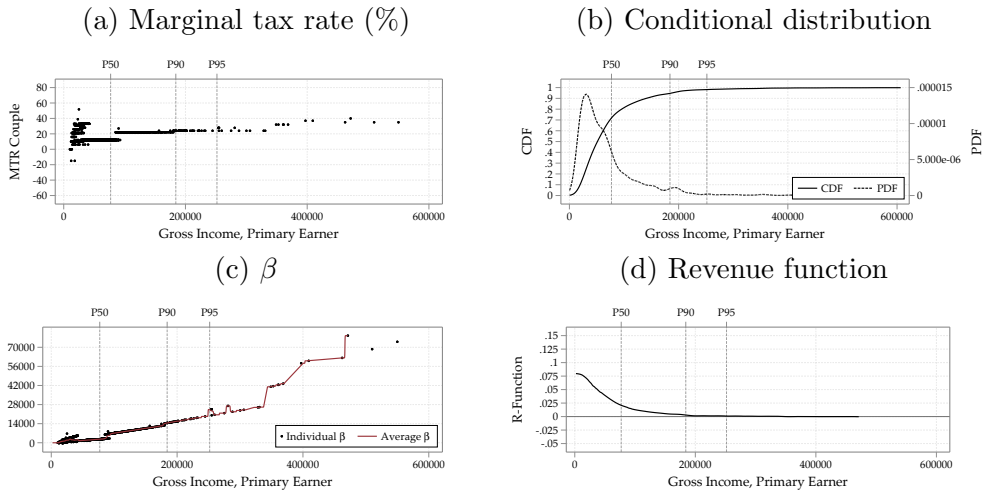 (a) Marginal tax rate (%)
P50 P90 P95
80
60
40
20
0
-20
-40
-60
MTR Couple
0 200000 400000 600000
Gross Income, Primary Earner
(b) Conditional distribution
P50 P90 P95
1
.9
.8
.7
.6
.5
.4
.3
.2
.1
0
CDF
.000015
.00001
5.000e-06
0
PDF
CDF PDF
0 200000 400000 600000
Gross Income, Primary Earner
(c) β
P50 P90 P95
70000
56000
42000
28000
14000
0
Individual β Average β
0 200000 400000 600000
Gross Income, Primary Earner
(d) Revenue function
P50 P90 P95
.15
.125
.1
.075
.05
.025
0
-.025
-.05
R-Function
0 200000 400000 600000
Gross Income, Primary Earner